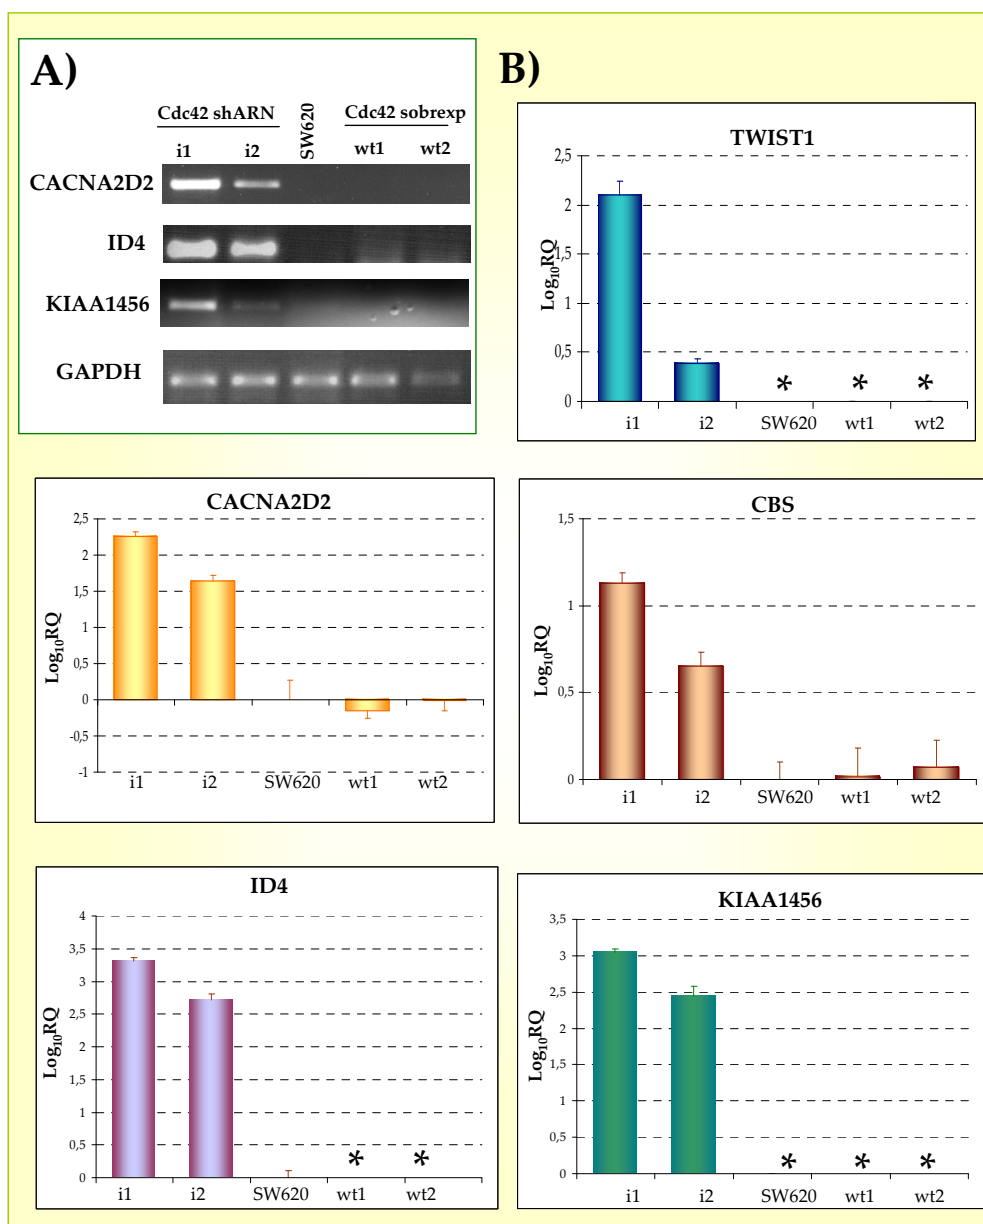 A)
Cdc42 shARN
SW620
Cdc42 sobrexp
i1 i2 wt1 wt2
CACNA2D2
ID4
KIAA1456
GAPDH
B)
TWIST1
Log10RQ
2,5
2
1,5
1
0,5
0
* * *
i1 i2 SW620 wt1 wt2
CACNA2D2
Log10RQ
2,5
2
1,5
1
0,5
0
-0,5
-1
i1 i2 SW620 wt1 wt2
CBS
Log10RQ
1,5
1
0,5
0
i1 i2 SW620 wt1 wt2
ID4
Log10RQ
4
3,5
3
2,5
2
1,5
1
0,5
0
* *
i1 i2 SW620 wt1 wt2
KIAA1456
Log10RQ
3,5
3
2,5
2
1,5
1
0,5
0
* * *
i1 i2 SW620 wt1 wt2